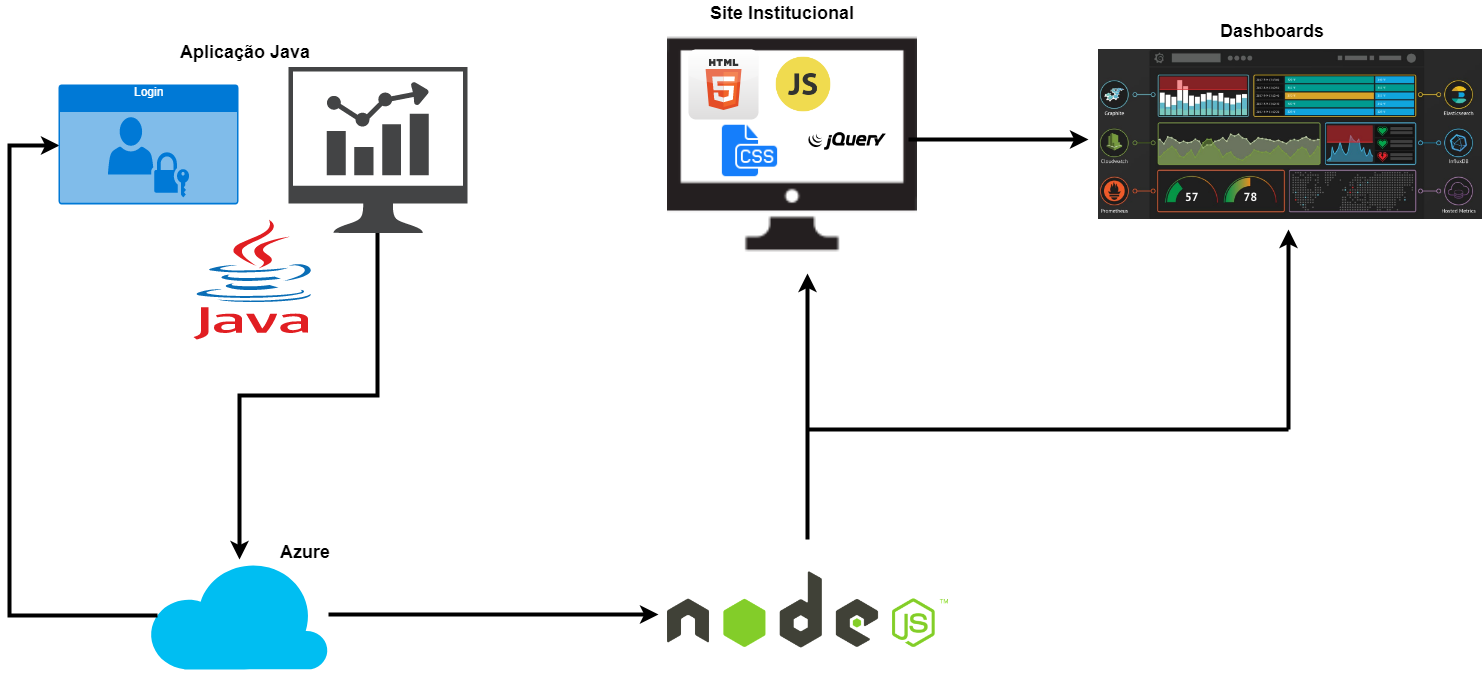 Site Institucional
Dashboards
Aplicação Java
Login
HTML
5
JS
CSS
jQuery
Graphite
Elasticsearch
Cloudwatch
InfluxDB
57
78
Prometheus
Hosted Metrics
Java
Azure
node
JS
TM